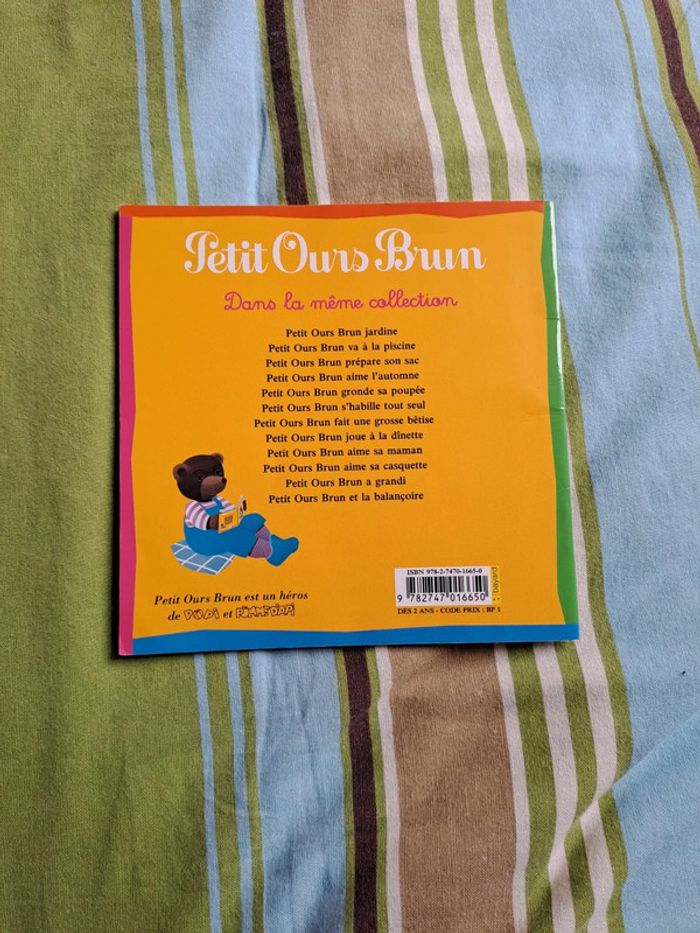 Petit Ours Brun
Dans la même collection
Petit Ours Brun jardine
Petit Ours Brun va à la piscine
Petit Ours Brun prépare son sac
Petit Ours Brun aime l'automne
Petit Ours Brun gronde sa poupée
Petit Ours Brun s'habille tout seul
Petit Ours Brun fait une grosse bêtise
Petit Ours Brun joue à la dînette
Petit Ours Brun aime sa maman
Petit Ours Brun aime sa casquette
Petit Ours Brun a grandi
Petit Ours Brun et la balançoire
Petit Ours Brun est un héros
de POPI et POMME D'API
ISBN 978-2-7470-1665-0
9 782747 016650
bayard
DÈS 2 ANS - CODE PRIX : BP 1